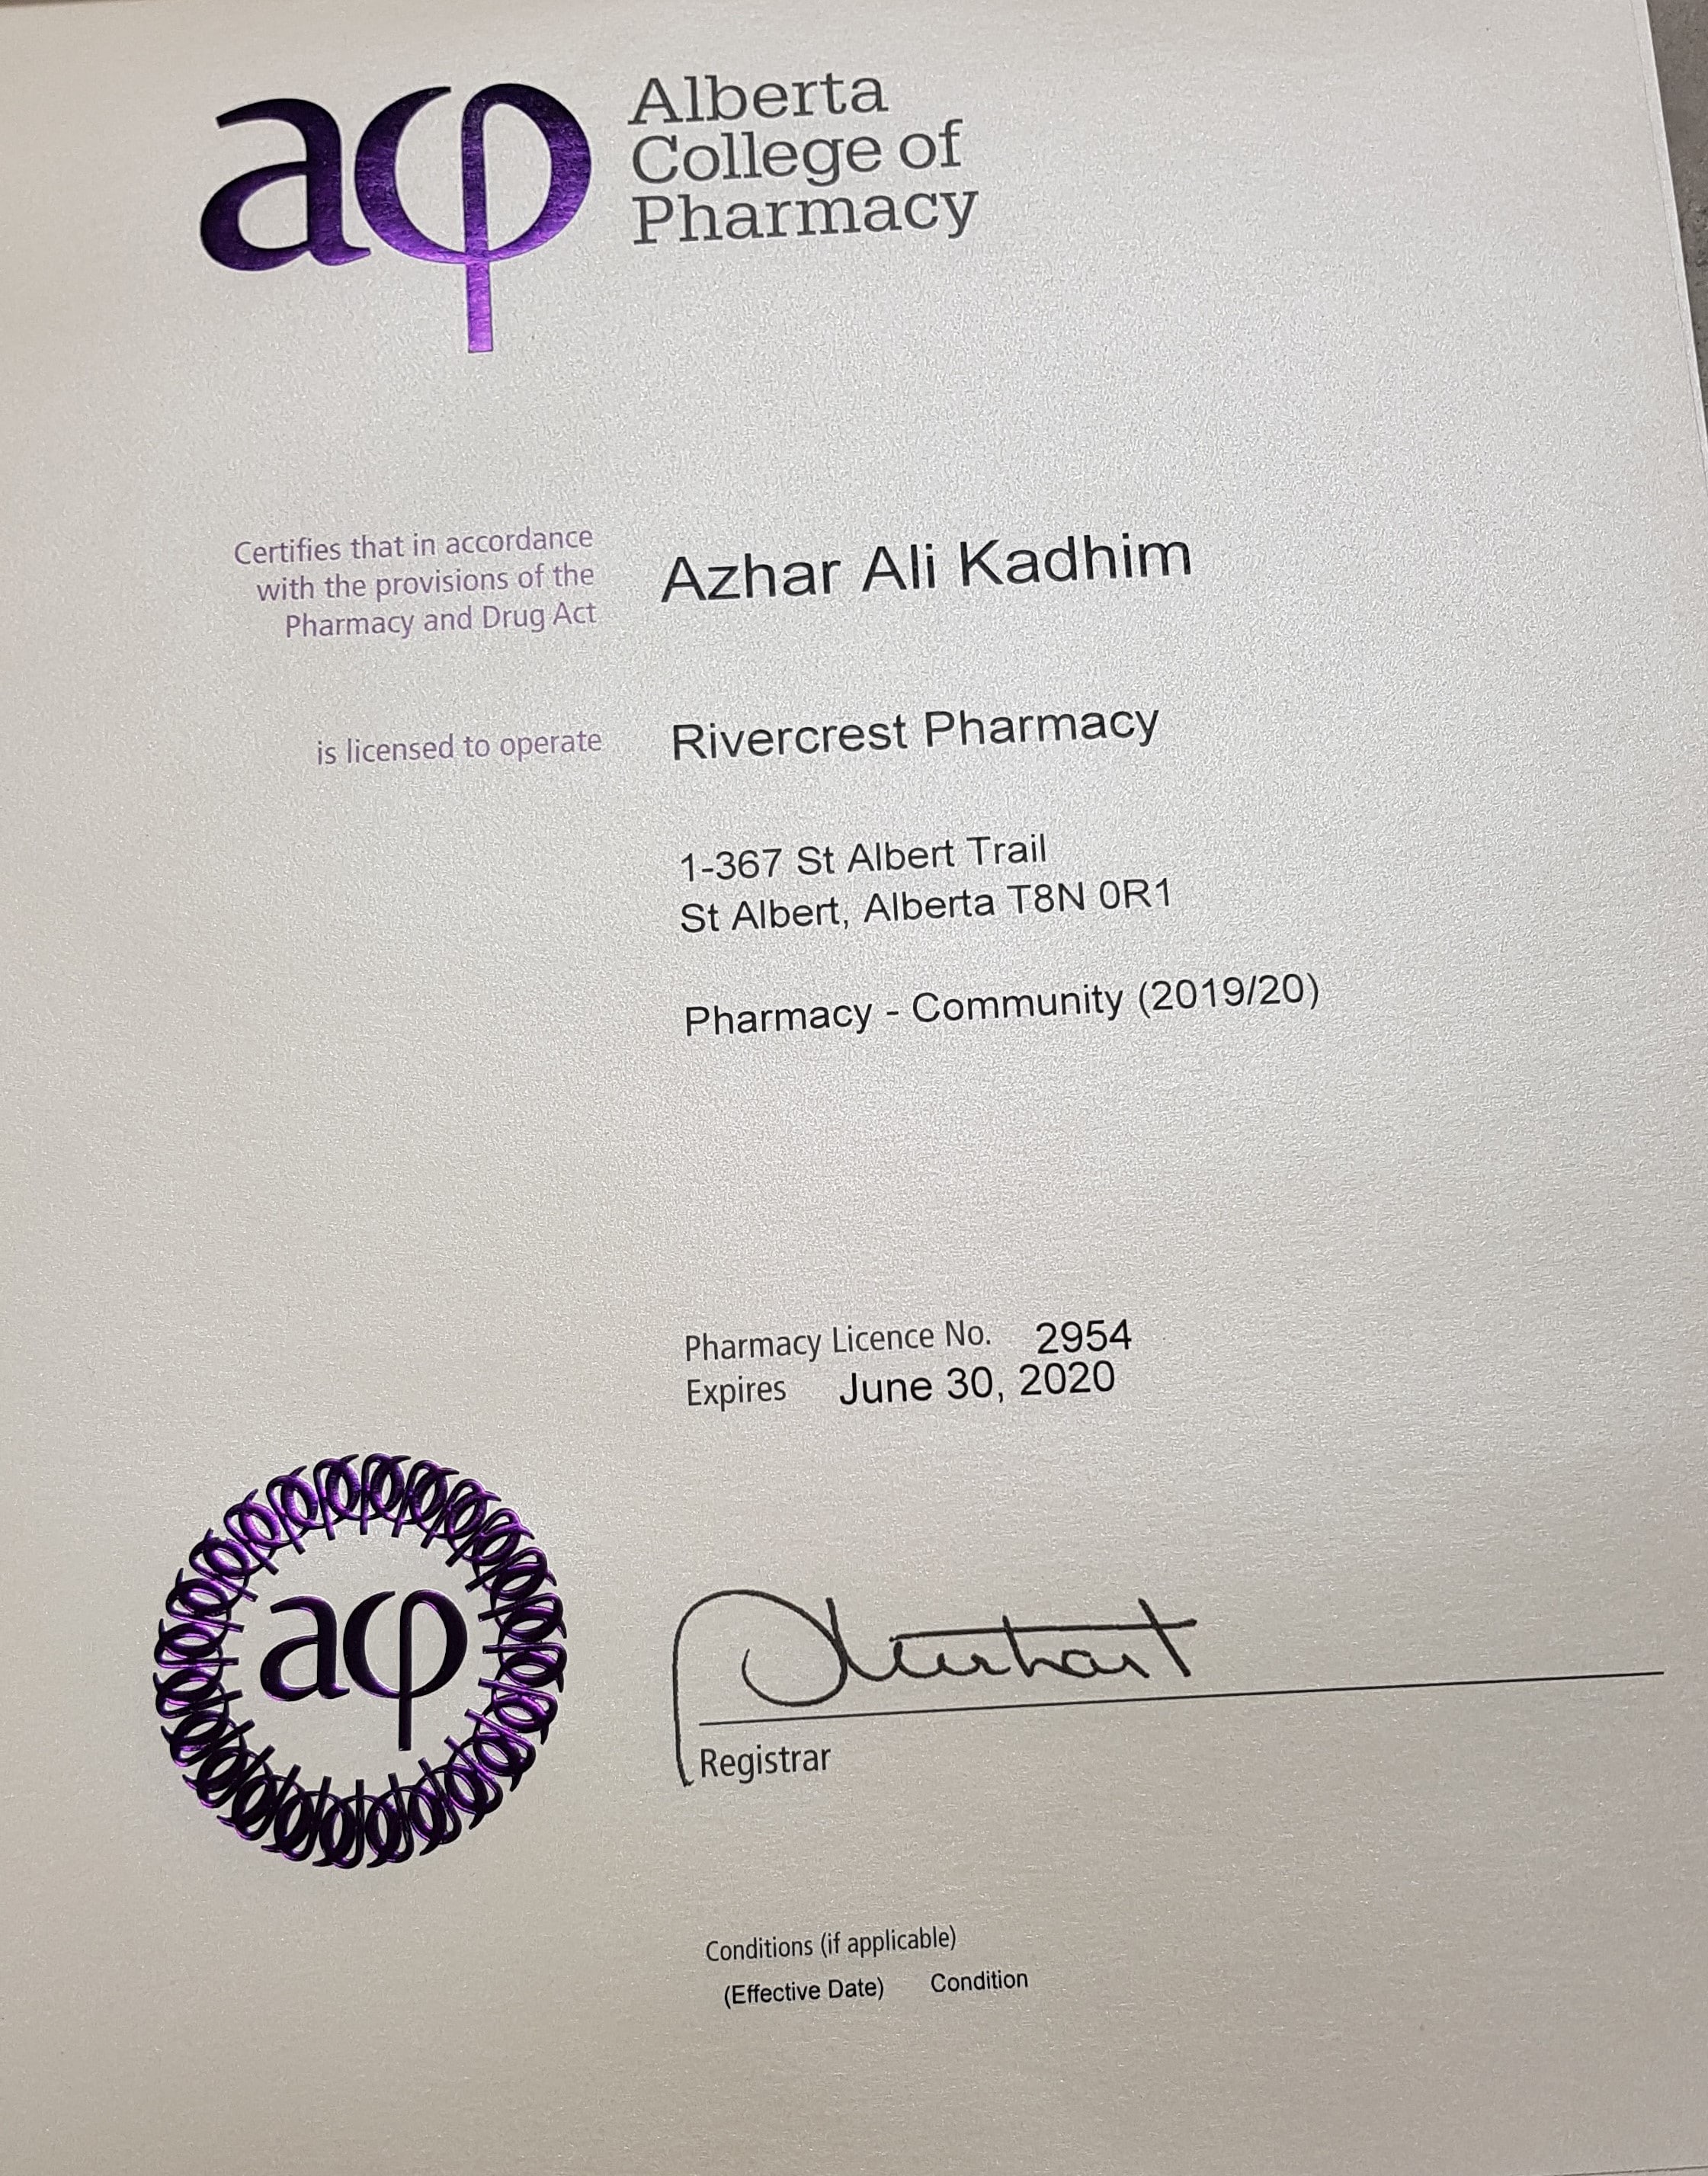 acp
Alberta
College of
Pharmacy
Certifies that in accordance
with the provisions of the
Pharmacy and Drug Act
Azhar Ali Kadhim
is licensed to operate
Rivercrest Pharmacy
1-367 St Albert Trail
St Albert, Alberta T8N 0R1
Pharmacy - Community (2019/20)
Pharmacy Licence No. 2954
Expires June 30, 2020
acp
Registrar
Conditions (if applicable)
(Effective Date) Condition